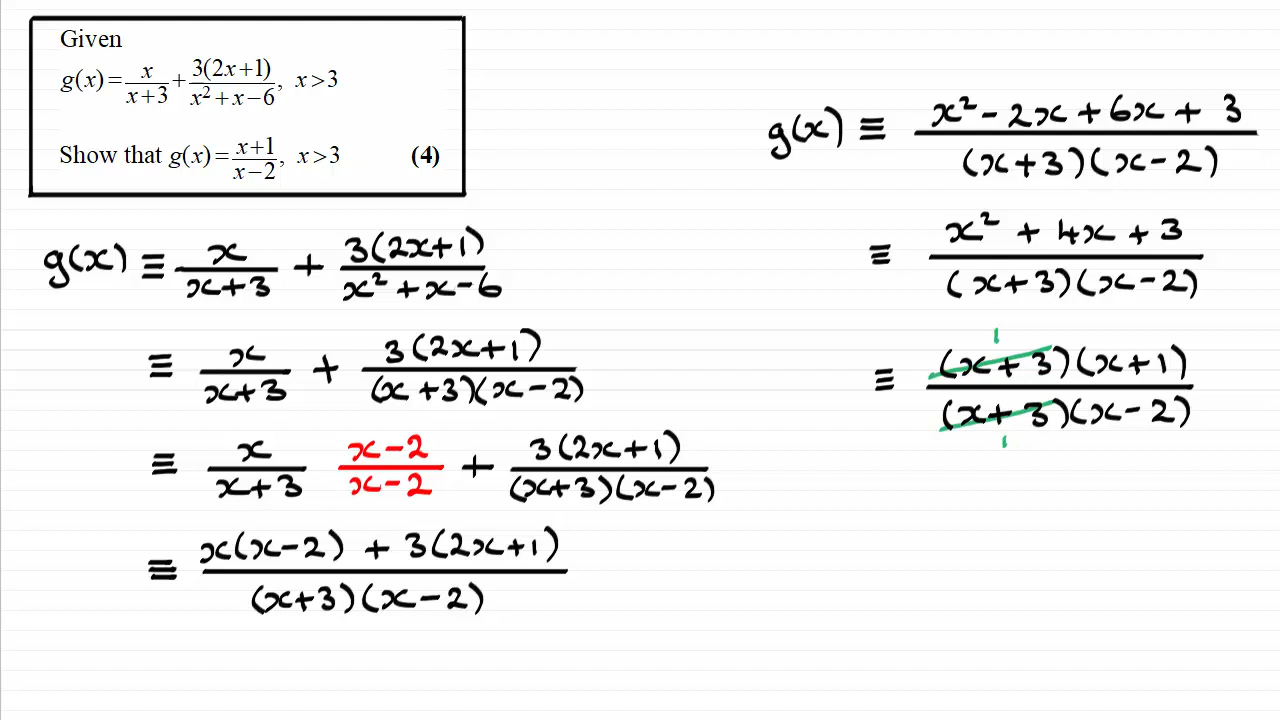 Given
g(x) = x/(x+3) + 3(2x+1)/(x²+x−6), x>3
Show that g(x) = (x+1)/(x−2), x>3 (4)
g(x) ≡ x/(x+3) + 3(2x+1)/(x²+x−6)
≡ x/(x+3) + 3(2x+1)/((x+3)(x−2))
≡ x/(x+3) (x−2)/(x−2) + 3(2x+1)/((x+3)(x−2))
≡ (x(x−2) + 3(2x+1))/((x+3)(x−2))
g(x) ≡ (x²−2x+6x+3)/((x+3)(x−2))
≡ (x²+4x+3)/((x+3)(x−2))
1
≡ ((x+3)(x+1))/((x+3)(x−2))
1